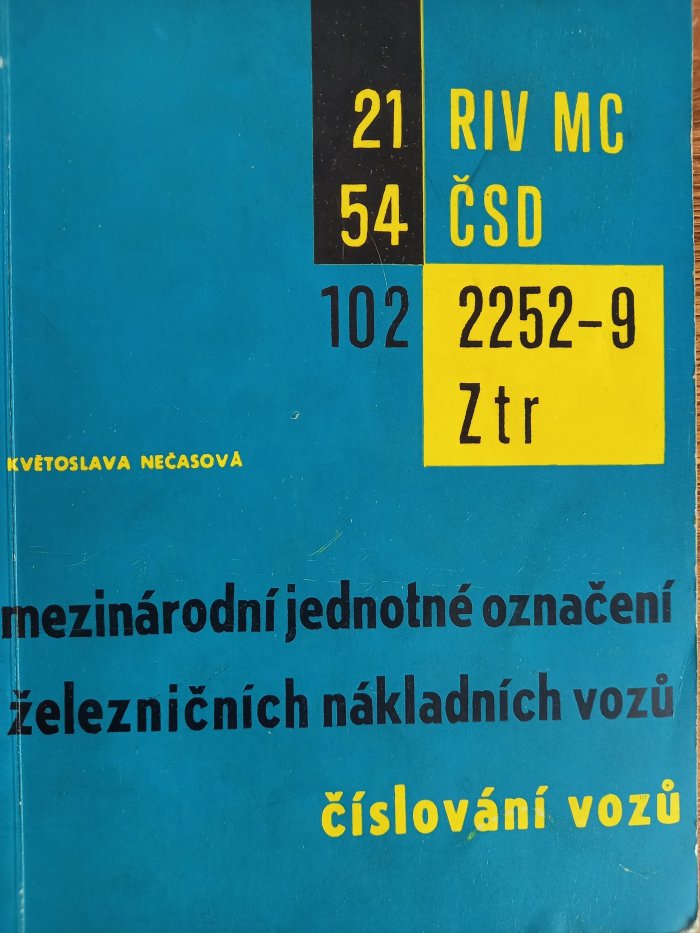 21 RIV MC
54 ČSD
102 2252-9
Ztr
KVĚTOSLAVA NEČASOVÁ
mezinárodní jednotné označení
železničních nákladních vozů
číslování vozů